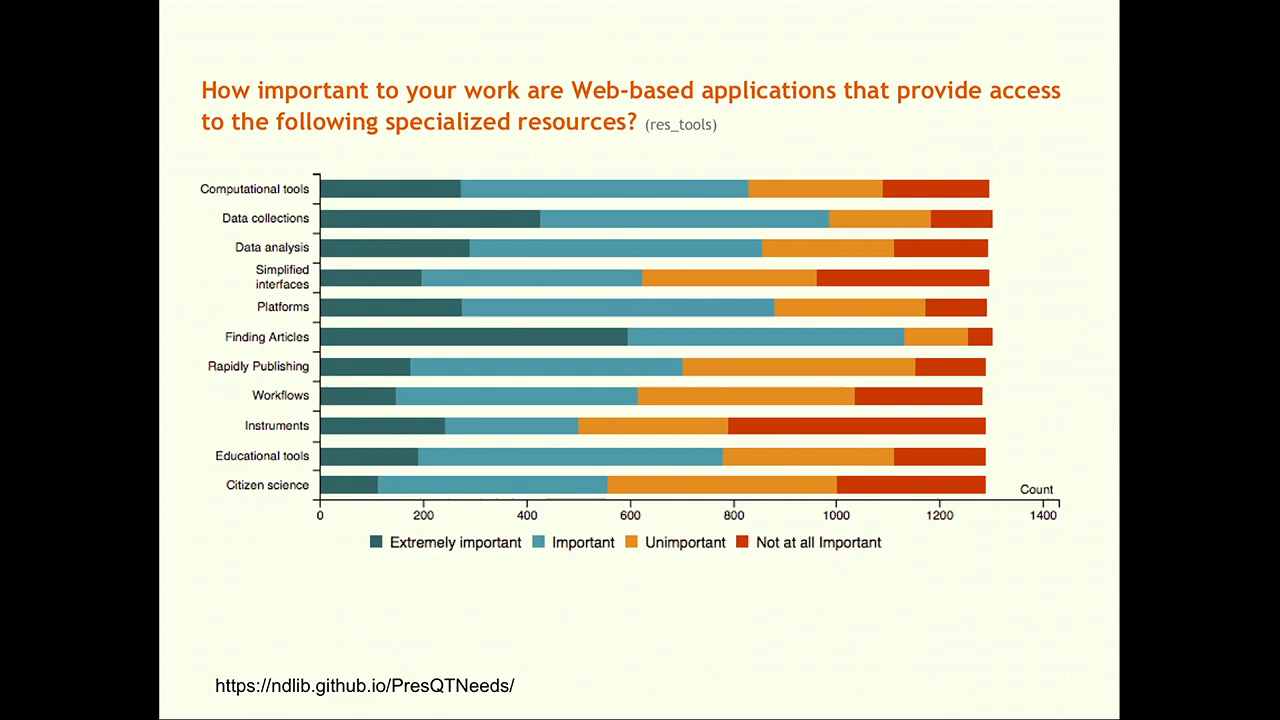 How important to your work are Web-based applications that provide access
to the following specialized resources? (res_tools)
Computational tools
Data collections
Data analysis
Simplified
interfaces
Platforms
Finding Articles
Rapidly Publishing
Workflows
Instruments
Educational tools
Citizen science
Count
0 200 400 600 800 1000 1200 1400
Extremely important Important Unimportant Not at all Important
https://ndlib.github.io/PresQTNeeds/